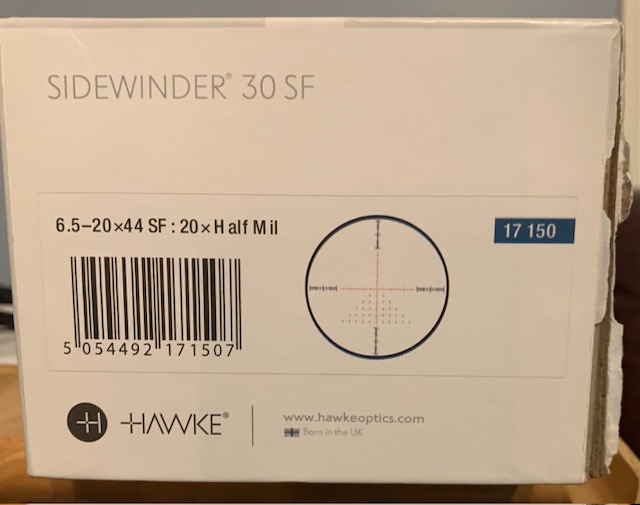 SIDEWINDER® 30 SF
6.5–20×44 SF : 20× Half Mil
17 150
5 054492 171507
HAWKE®
www.hawkeoptics.com
Born in the UK